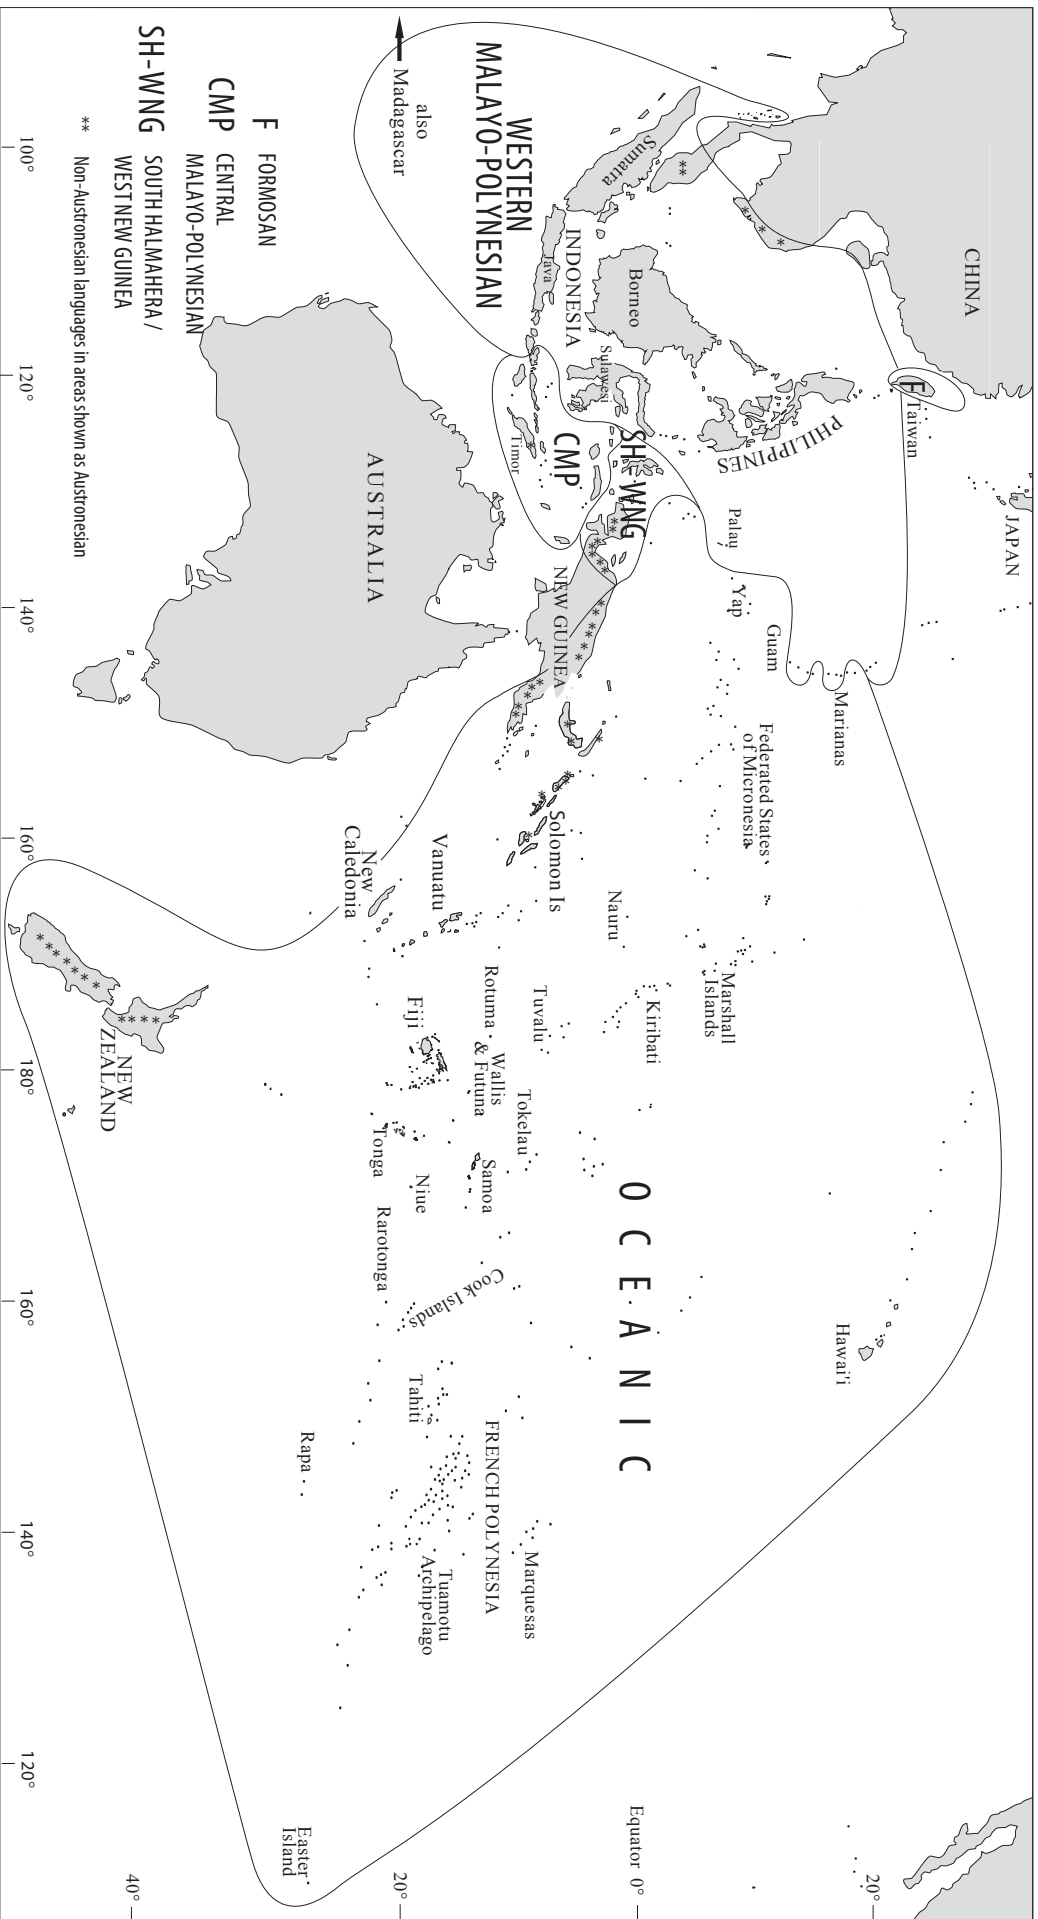 CHINA
JAPAN
F
Taiwan
PHILIPPINES
Marianas
Guam
Hawai'i
Palau
Yap
Federated States
of Micronesia
Marshall
Islands
Sumatra
Borneo
INDONESIA
Java
Sulawesi
SH-WNG
CMP
Timor
NEW GUINEA
Nauru
Kiribati
O C E A N I C
Equator 0°
WESTERN
MALAYO-POLYNESIAN
Solomon Is
Tuvalu
Tokelau
Marquesas
Rotuma
Wallis
& Futuna
Samoa
Cook Islands
FRENCH POLYNESIA
also
Madagascar
Vanuatu
Fiji
Niue
Tahiti
Tuamotu
Archipelago
AUSTRALIA
New
Caledonia
Tonga
Rarotonga
Rapa
Easter
Island
NEW
ZEALAND
F FORMOSAN
CMP CENTRAL
MALAYO-POLYNESIAN
SH-WNG SOUTH HALMAHERA /
WEST NEW GUINEA
** Non-Austronesian languages in areas shown as Austronesian
100°
120°
140°
160°
180°
160°
140°
120°
20°
20°
40°